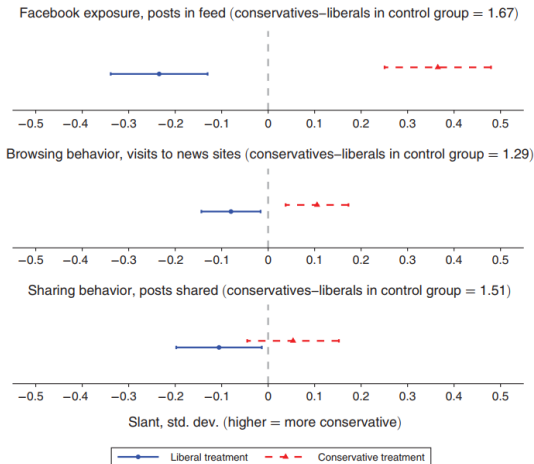 Facebook exposure, posts in feed (conservatives–liberals in control group = 1.67)
−0.5 −0.4 −0.3 −0.2 −0.1 0 0.1 0.2 0.3 0.4 0.5
Browsing behavior, visits to news sites (conservatives–liberals in control group = 1.29)
−0.5 −0.4 −0.3 −0.2 −0.1 0 0.1 0.2 0.3 0.4 0.5
Sharing behavior, posts shared (conservatives–liberals in control group = 1.51)
−0.5 −0.4 −0.3 −0.2 −0.1 0 0.1 0.2 0.3 0.4 0.5
Slant, std. dev. (higher = more conservative)
Liberal treatment Conservative treatment